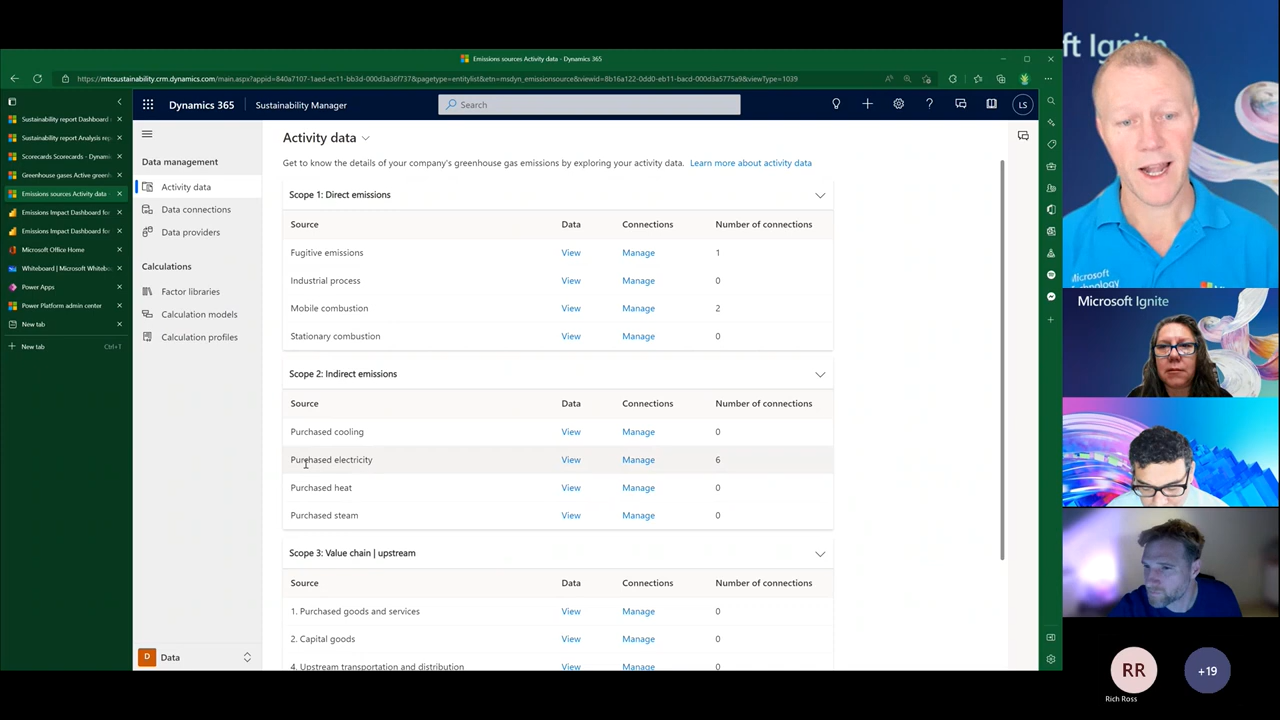 Emissions sources Activity data - Dynamics 365
https://mtcsustainability.crm.dynamics.com/main.aspx?appid=840a7107-1aed-ec11-bb3d-000d3a36f737&pagetype=entitylist&etn=msdyn_emissionsource&viewid=8b16a122-0dd0-eb11-bacd-000d3a5775a9&viewType=1039
Sustainability report Dashboard
Sustainability report Analysis rep
Scorecards Scorecards - Dynami
Greenhouse gases Active green
Emissions sources Activity data
Emissions Impact Dashboard for
Emissions Impact Dashboard for
Microsoft Office Home
Whiteboard | Microsoft Whitebo
Power Apps
Power Platform admin center
New tab
New tab Ctrl+T
Dynamics 365 Sustainability Manager
Search
LS
Data management
Activity data
Data connections
Data providers
Calculations
Factor libraries
Calculation models
Calculation profiles
D Data
Activity data
Get to know the details of your company's greenhouse gas emissions by exploring your activity data. Learn more about activity data
Scope 1: Direct emissions
Source Data Connections Number of connections
Fugitive emissions View Manage 1
Industrial process View Manage 0
Mobile combustion View Manage 2
Stationary combustion View Manage 0
Scope 2: Indirect emissions
Source Data Connections Number of connections
Purchased cooling View Manage 0
Purchased electricity View Manage 6
Purchased heat View Manage 0
Purchased steam View Manage 0
Scope 3: Value chain | upstream
Source Data Connections Number of connections
1. Purchased goods and services View Manage 0
2. Capital goods View Manage 0
4. Upstream transportation and distribution View Manage 0
ft Ignite
Microsoft
Technology
Microsoft Ignite
RR
Rich Ross
+19